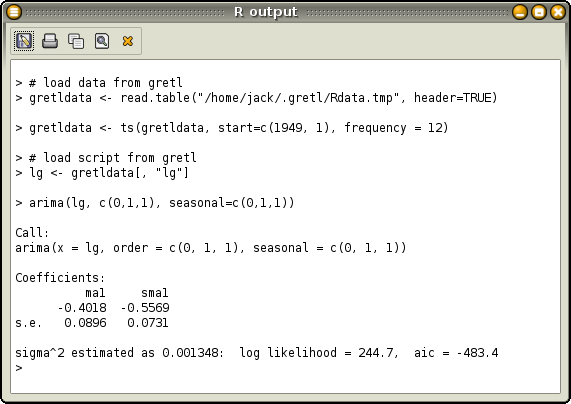 R output
> # load data from gretl
> gretldata <- read.table("/home/jack/.gretl/Rdata.tmp", header=TRUE)
> gretldata <- ts(gretldata, start=c(1949, 1), frequency = 12)
> # load script from gretl
> lg <- gretldata[, "lg"]
> arima(lg, c(0,1,1), seasonal=c(0,1,1))
Call:
arima(x = lg, order = c(0, 1, 1), seasonal = c(0, 1, 1))
Coefficients:
ma1 sma1
-0.4018 -0.5569
s.e. 0.0896 0.0731
sigma^2 estimated as 0.001348: log likelihood = 244.7, aic = -483.4
>